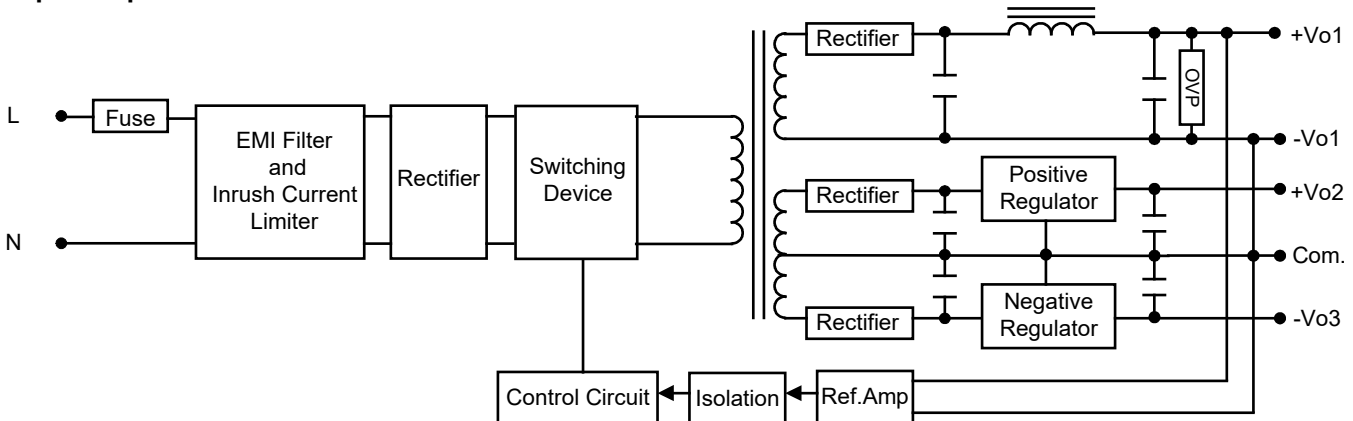 L
N
Fuse
EMI Filter
and
Inrush Current
Limiter
Rectifier
Switching
Device
Rectifier
OVP
+Vo1
-Vo1
Rectifier
Positive
Regulator
+Vo2
Com.
Rectifier
Negative
Regulator
-Vo3
Control Circuit
Isolation
Ref.Amp